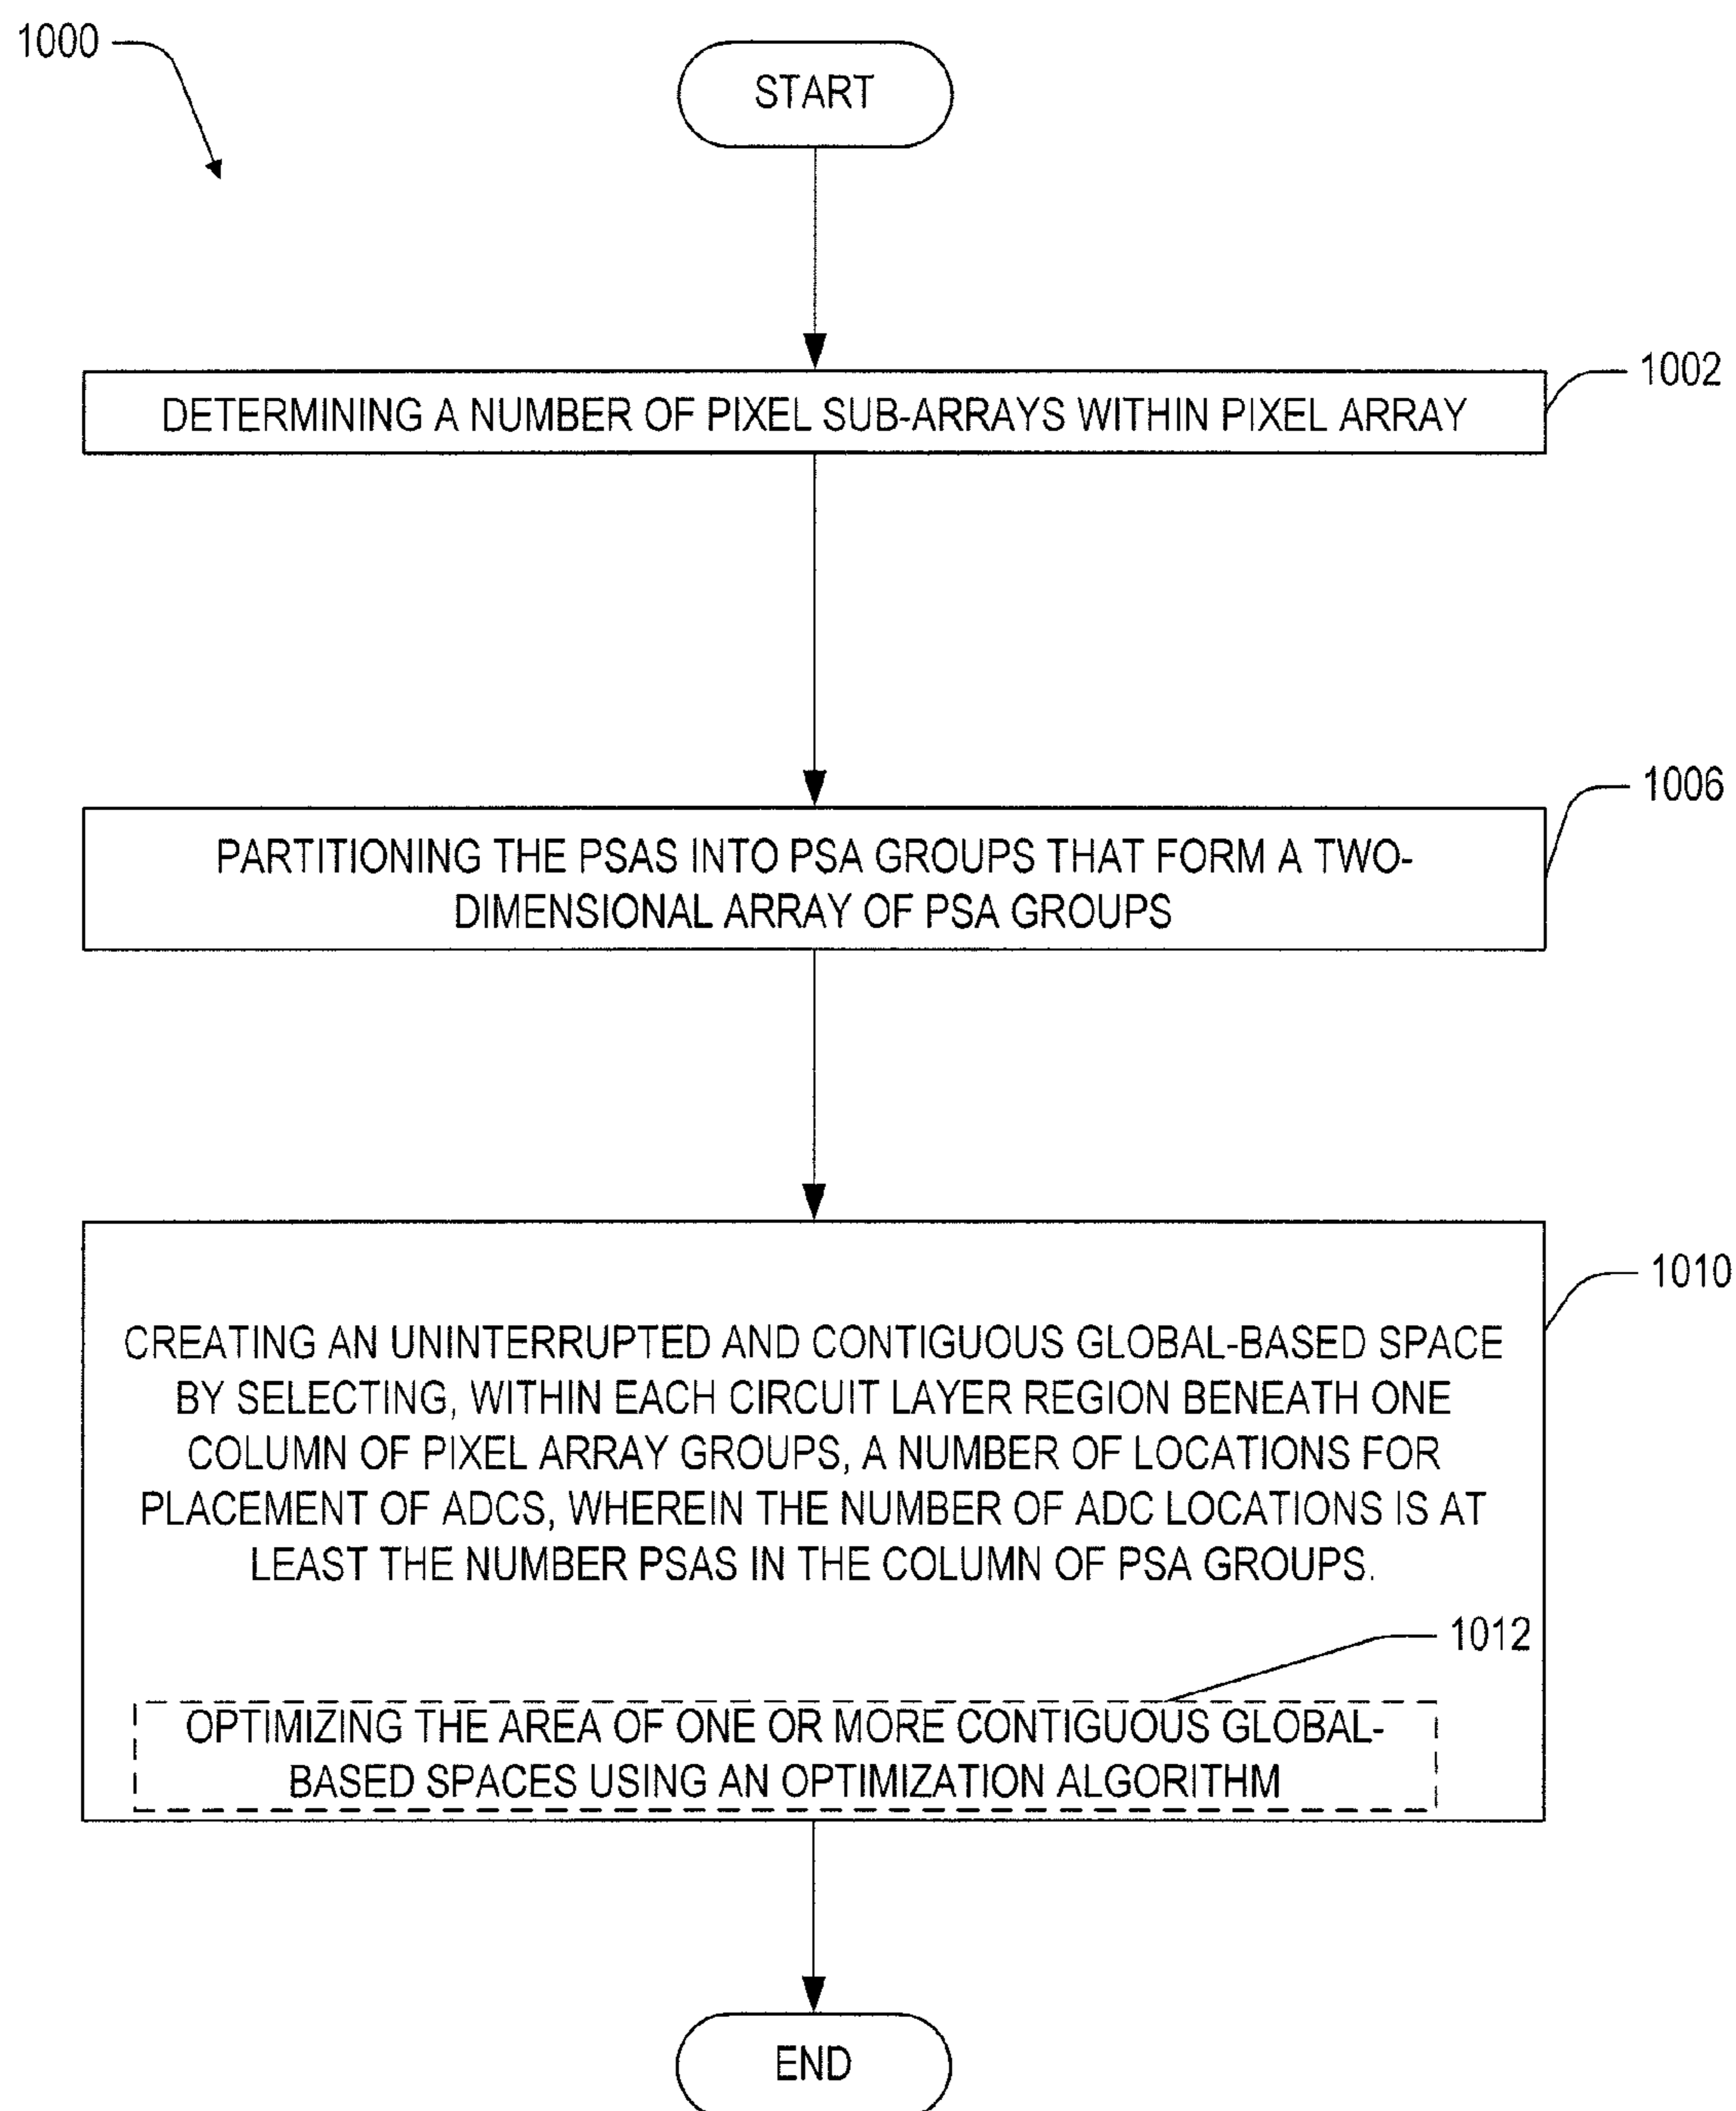 1000
START
1002
DETERMINING A NUMBER OF PIXEL SUB-ARRAYS WITHIN PIXEL ARRAY
1006
PARTITIONING THE PSAS INTO PSA GROUPS THAT FORM A TWO-
DIMENSIONAL ARRAY OF PSA GROUPS
1010
CREATING AN UNINTERRUPTED AND CONTIGUOUS GLOBAL-BASED SPACE
BY SELECTING, WITHIN EACH CIRCUIT LAYER REGION BENEATH ONE
COLUMN OF PIXEL ARRAY GROUPS, A NUMBER OF LOCATIONS FOR
PLACEMENT OF ADCS, WHEREIN THE NUMBER OF ADC LOCATIONS IS AT
LEAST THE NUMBER PSAS IN THE COLUMN OF PSA GROUPS.
1012
OPTIMIZING THE AREA OF ONE OR MORE CONTIGUOUS GLOBAL-
BASED SPACES USING AN OPTIMIZATION ALGORITHM
END